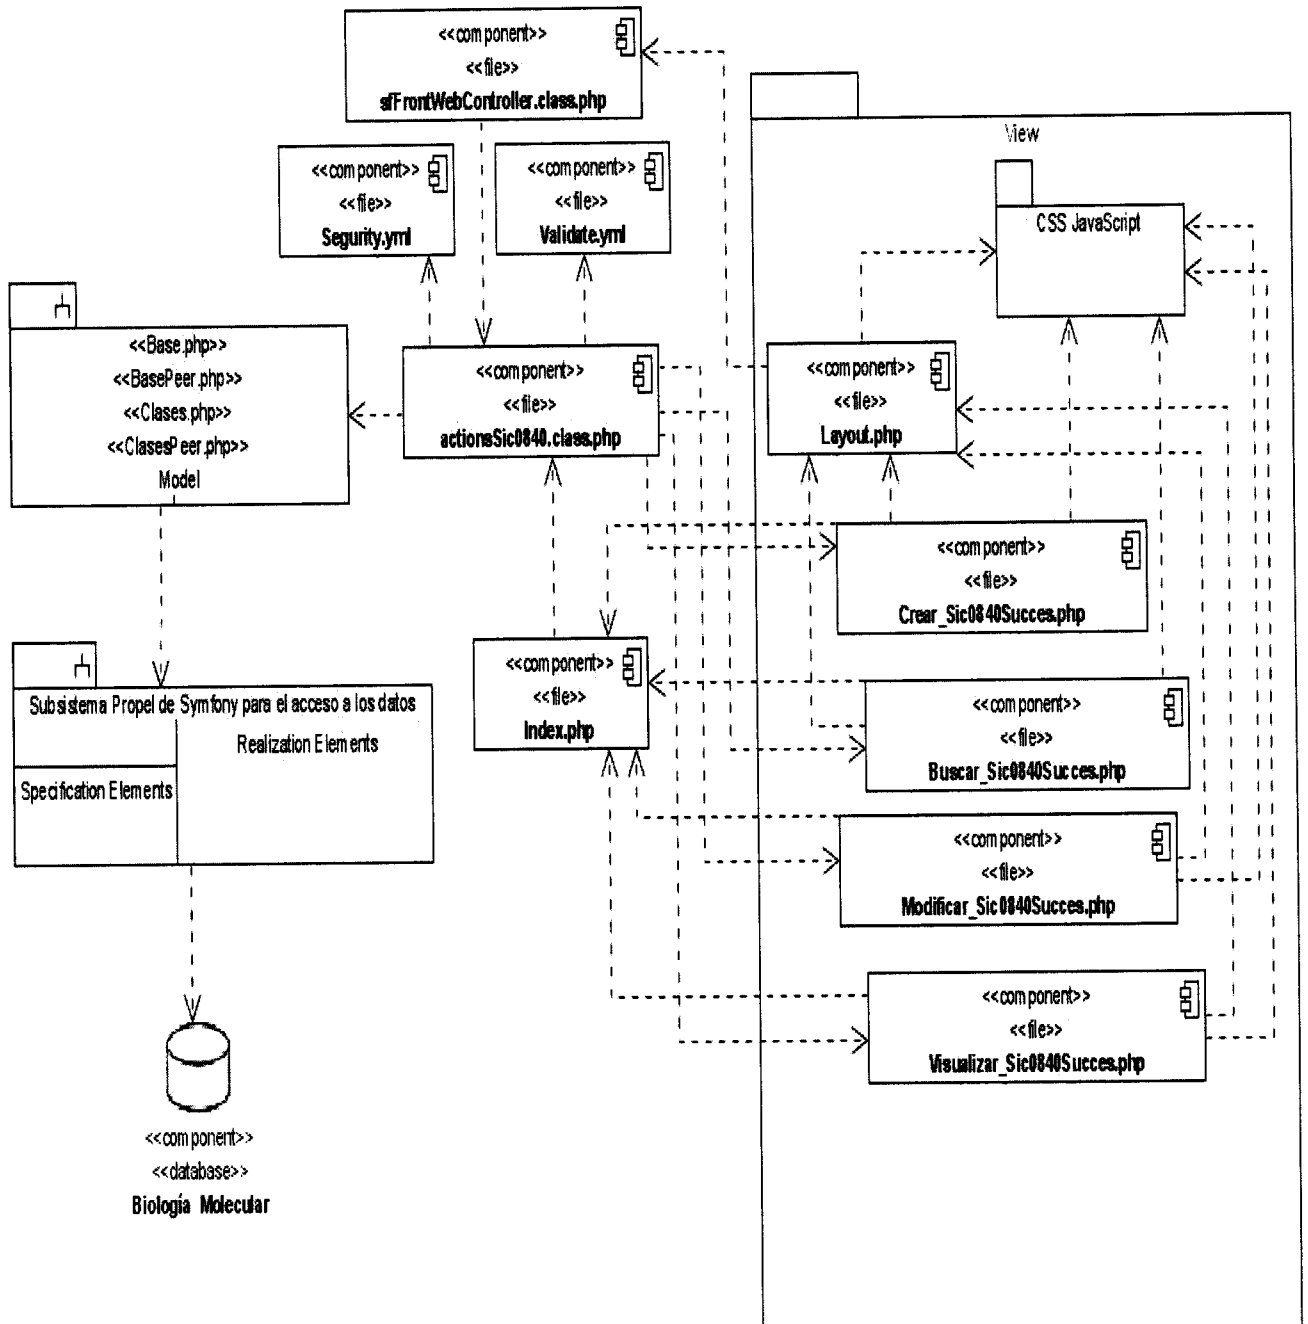 <<component>>
<<file>>
sfFrontWebController.class.php
View
<<component>>
<<file>>
Segurity.yml
<<component>>
<<file>>
Validate.yml
CSS JavaScript
<<Base.php>>
<<BasePeer.php>>
<<Clases.php>>
<<ClasesPeer.php>>
Model
<<component>>
<<file>>
actionsSic0840.class.php
<<component>>
<<file>>
Layout.php
<<component>>
<<file>>
Crear_Sic0840Succes.php
<<component>>
<<file>>
Index.php
Subsistema Propel de Symfony para el acceso a los datos
Realization Elements
Specification Elements
<<component>>
<<file>>
Buscar_Sic0840Succes.php
<<component>>
<<file>>
Modificar_Sic0840Succes.php
<<component>>
<<file>>
Visualizar_Sic0840Succes.php
<<component>>
<<database>>
Biología Molecular